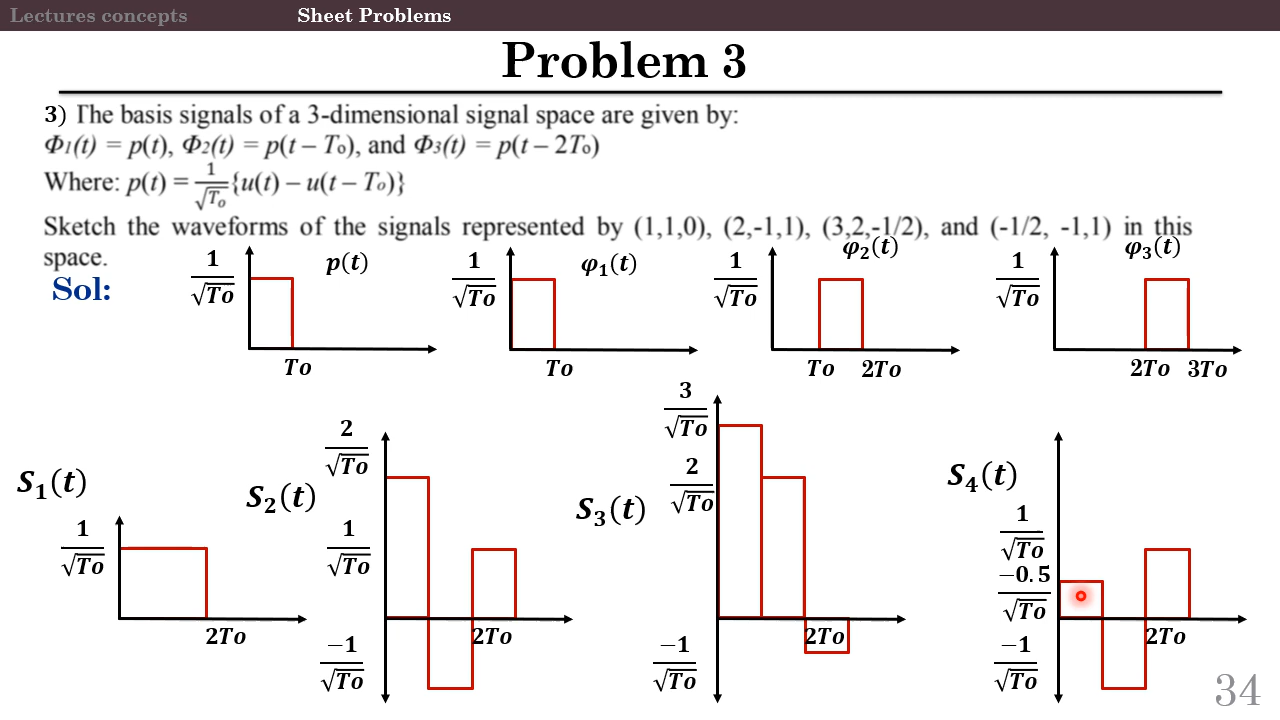 Lectures concepts Sheet Problems
Problem 3
3) The basis signals of a 3-dimensional signal space are given by:
Φ1(t) = p(t), Φ2(t) = p(t – To), and Φ3(t) = p(t – 2To)
Where: p(t) = 1/√To {u(t) – u(t – To)}
Sketch the waveforms of the signals represented by (1,1,0), (2,-1,1), (3,2,-1/2), and (-1/2, -1,1) in this
space.
Sol:
1/√To p(t) To
1/√To φ1(t) To
1/√To φ2(t) To 2To
1/√To φ3(t) 2To 3To
S1(t) 1/√To 2To
S2(t) 2/√To 1/√To −1/√To 2To
S3(t) 3/√To 2/√To −1/√To 2To
S4(t) 1/√To −0.5/√To −1/√To 2To
34